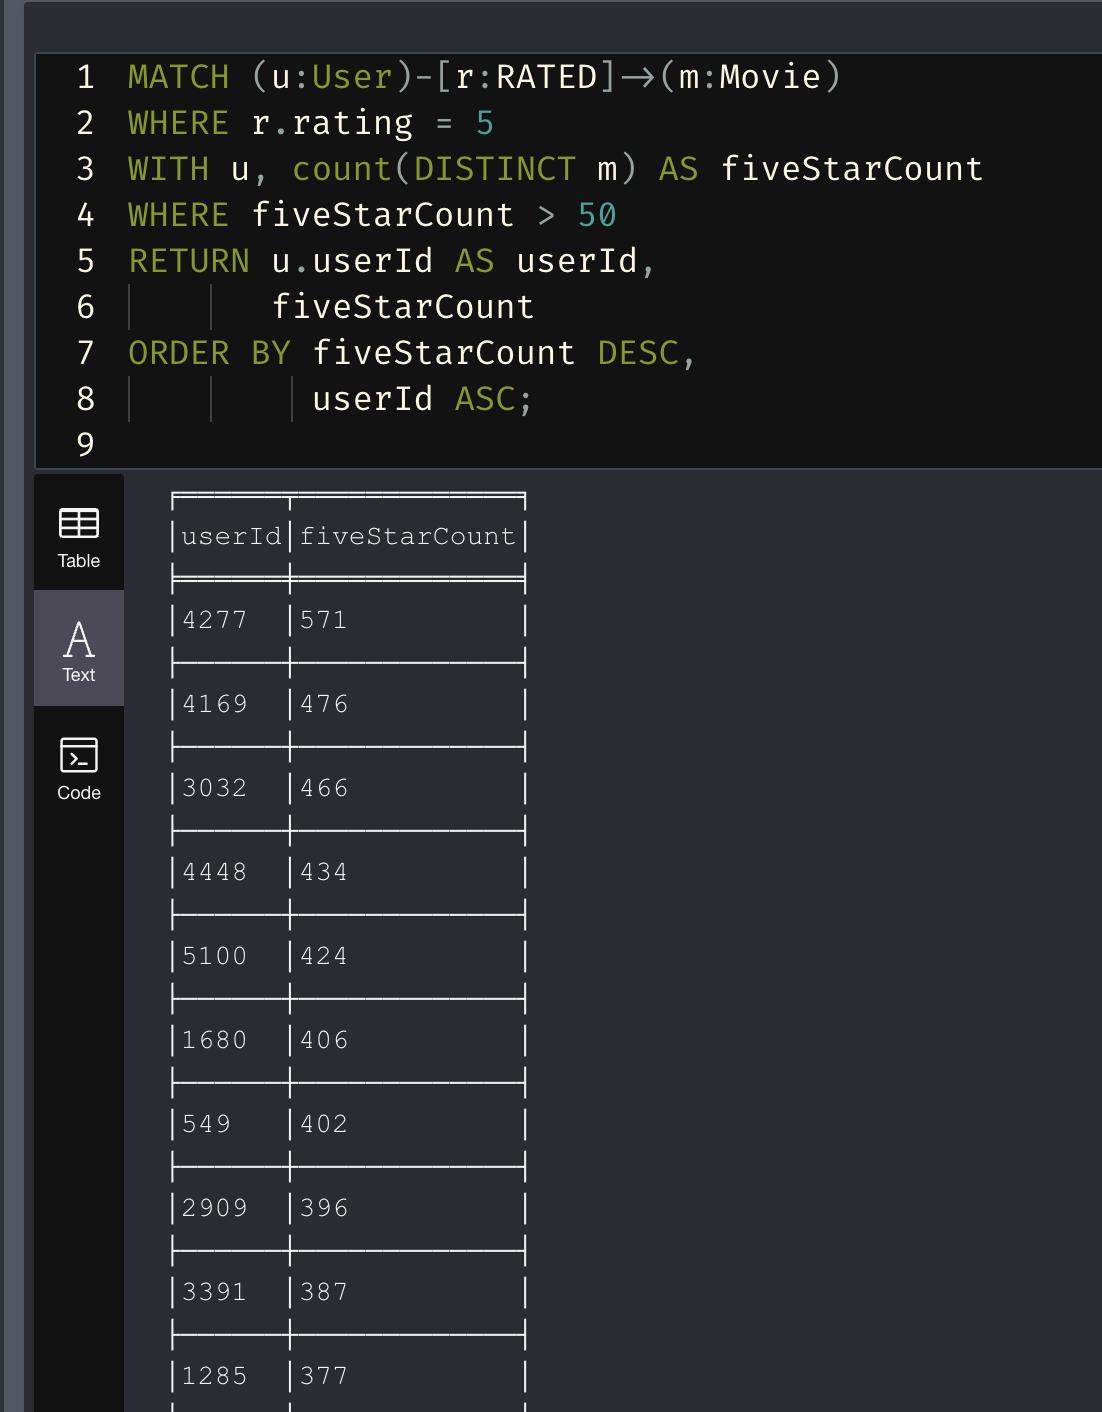 1 MATCH (u:User)-[r:RATED]->(m:Movie)
2 WHERE r.rating = 5
3 WITH u, count(DISTINCT m) AS fiveStarCount
4 WHERE fiveStarCount > 50
5 RETURN u.userId AS userId,
6 fiveStarCount
7 ORDER BY fiveStarCount DESC,
8 userId ASC;
9
Table
Text
Code
userId fiveStarCount
4277 571
4169 476
3032 466
4448 434
5100 424
1680 406
549 402
2909 396
3391 387
1285 377